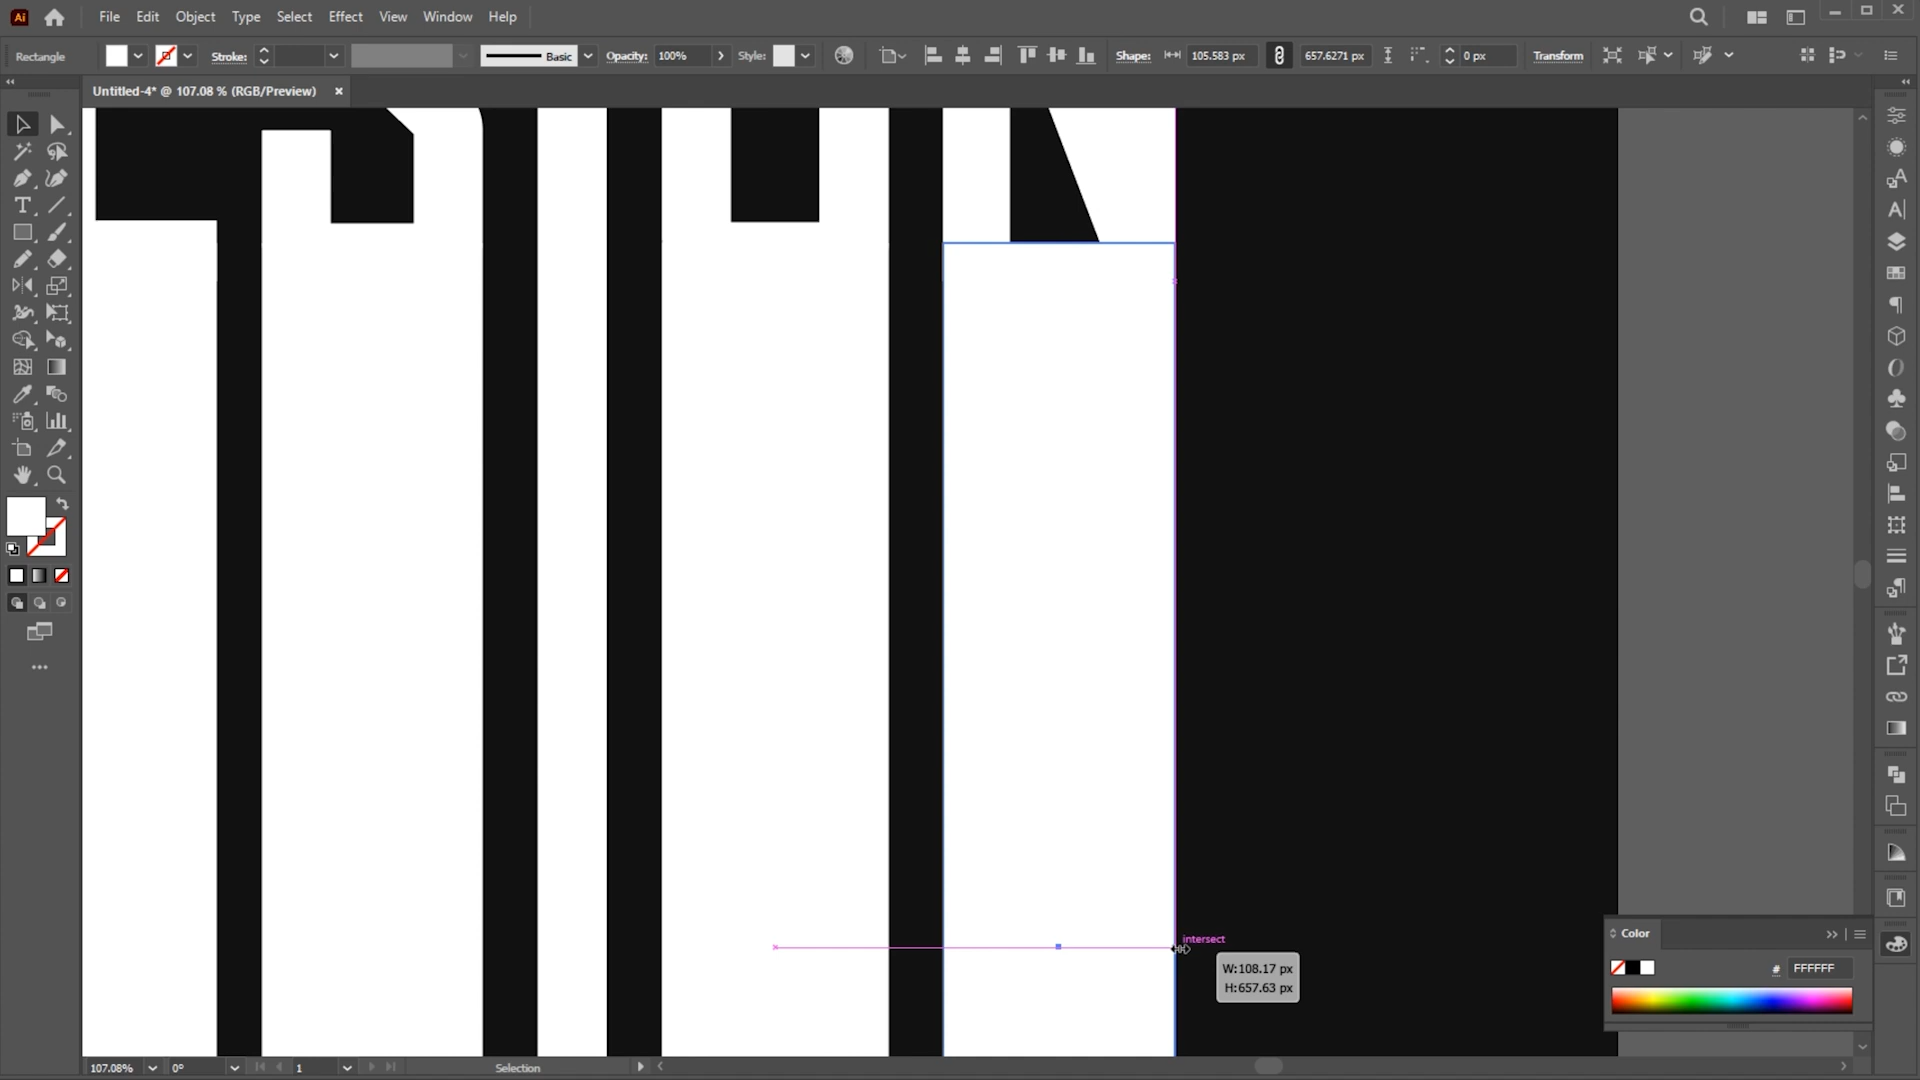 Ai File Edit Object Type Select Effect View Window Help
Rectangle Stroke: Basic Opacity: 100% Style: Shape: 105.583 px 657.6271 px 0 px Transform
Untitled-4* @ 107.08 % (RGB/Preview) ×
intersect
W:108.17 px
H:657.63 px
Color
# FFFFFF
107.08% 0° 1 Selection